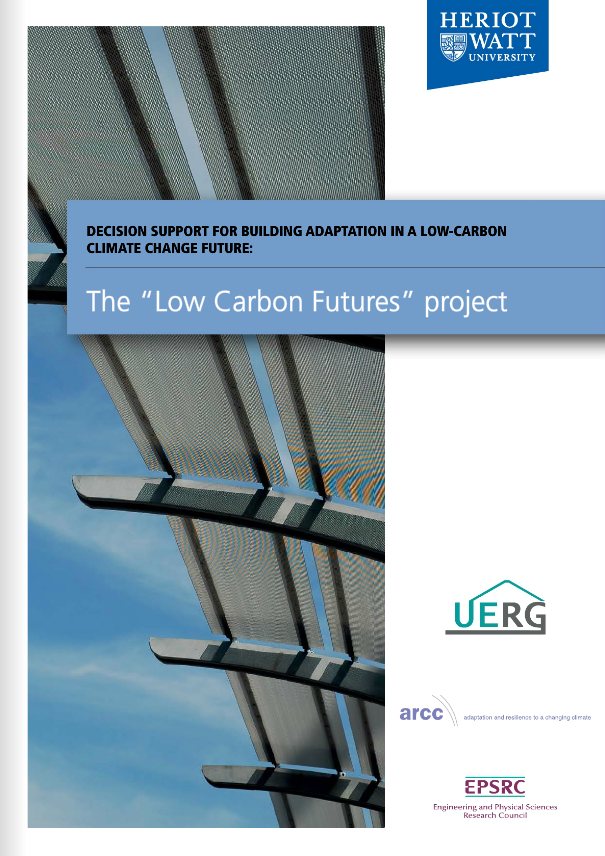 HERIOT
WATT
UNIVERSITY
DECISION SUPPORT FOR BUILDING ADAPTATION IN A LOW-CARBON
CLIMATE CHANGE FUTURE:
The “Low Carbon Futures” project
UERG
arcc
adaptation and resilience to a changing climate
EPSRC
Engineering and Physical Sciences
Research Council